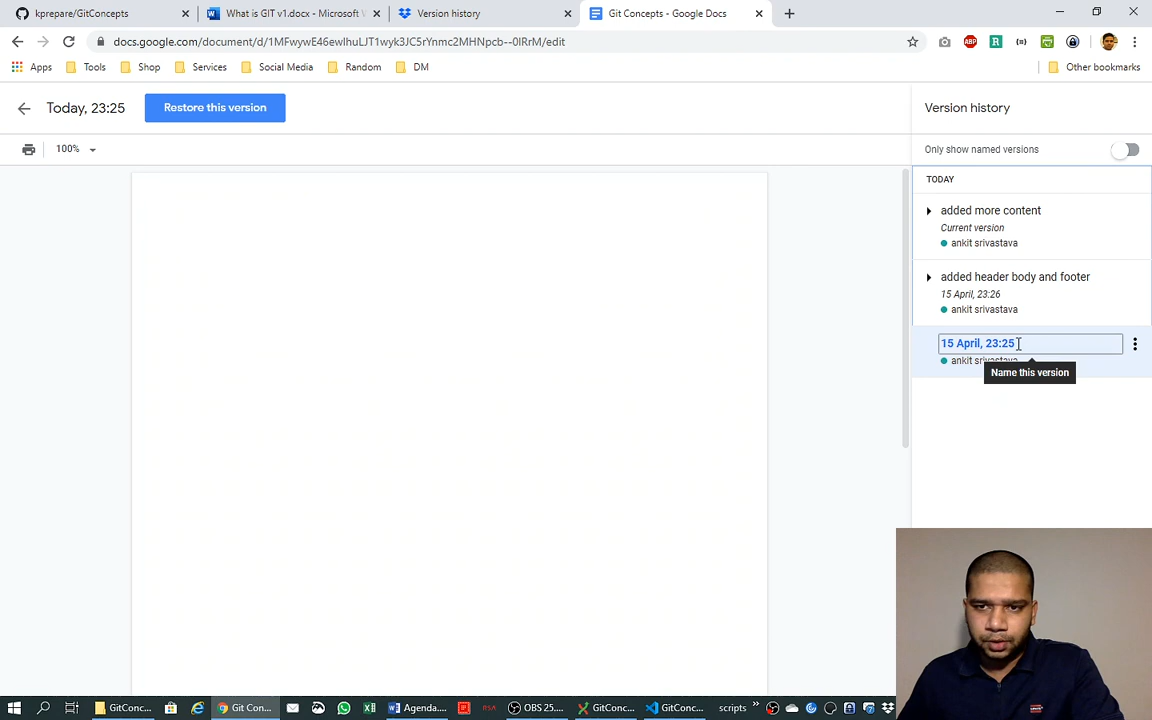 kprepare/GitConcepts
What is GIT v1.docx - Microsoft
Version history
Git Concepts - Google Docs
docs.google.com/document/d/1MFwywE46ewIhuLJT1wyk3JC5rYnmc2MHNpcb--0IRrM/edit
Apps
Tools
Shop
Services
Social Media
Random
DM
Other bookmarks
Today, 23:25
Restore this version
Version history
100%
Only show named versions
TODAY
added more content
Current version
ankit srivastava
added header body and footer
15 April, 23:26
ankit srivastava
15 April, 23:25
ankit srivastava
Name this version
GitConc...
Git Con...
Agenda....
OBS 25....
GitConc...
GitConc...
scripts